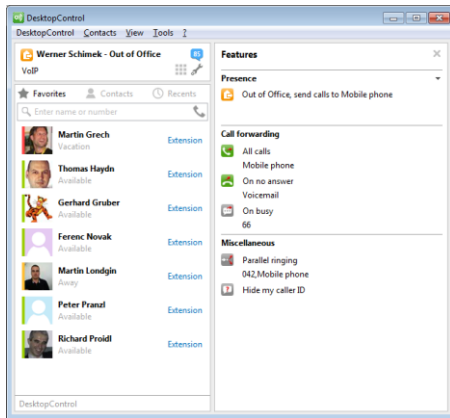 DesktopControl
DesktopControl Contacts View Tools ?
Werner Schimek - Out of Office
85
VoIP
Favorites Contacts Recents
Enter name or number
Martin Grech
Vacation
Extension
Thomas Haydn
Available
Extension
Gerhard Gruber
Available
Extension
Ferenc Novak
Available
Extension
Martin Londgin
Away
Extension
Peter Pranzl
Available
Extension
Richard Proidl
Available
Extension
DesktopControl
Features
Presence
Out of Office, send calls to Mobile phone
Call forwarding
All calls
Mobile phone
On no answer
Voicemail
On busy
66
Miscellaneous
Parallel ringing
042,Mobile phone
Hide my caller ID